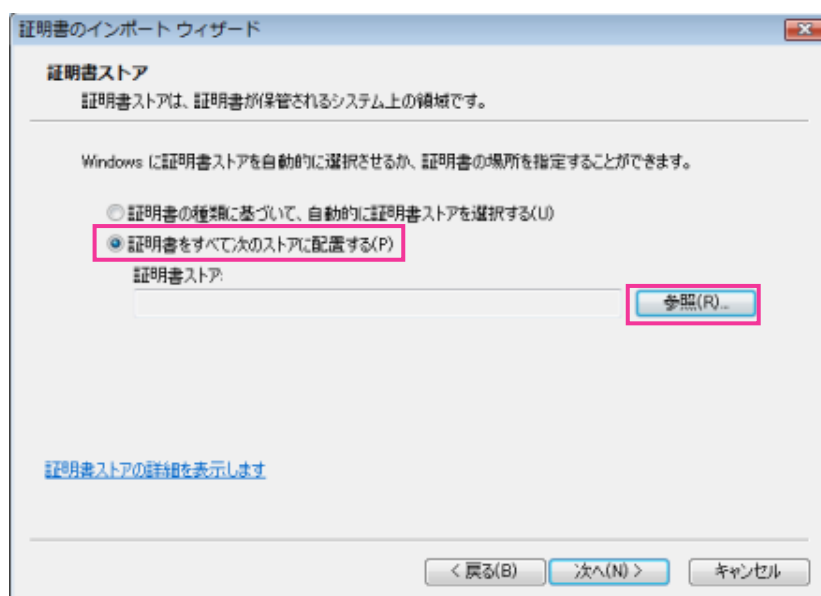 証明書のインポート ウィザード
証明書ストア
証明書ストアは、証明書が保管されるシステム上の領域です。
Windows に証明書ストアを自動的に選択させるか、証明書の場所を指定することができます。
証明書の種類に基づいて、自動的に証明書ストアを選択する(U)
証明書をすべて次のストアに配置する(P)
証明書ストア:
参照(R)...
証明書ストアの詳細を表示します
< 戻る(B)
次へ(N) >
キャンセル